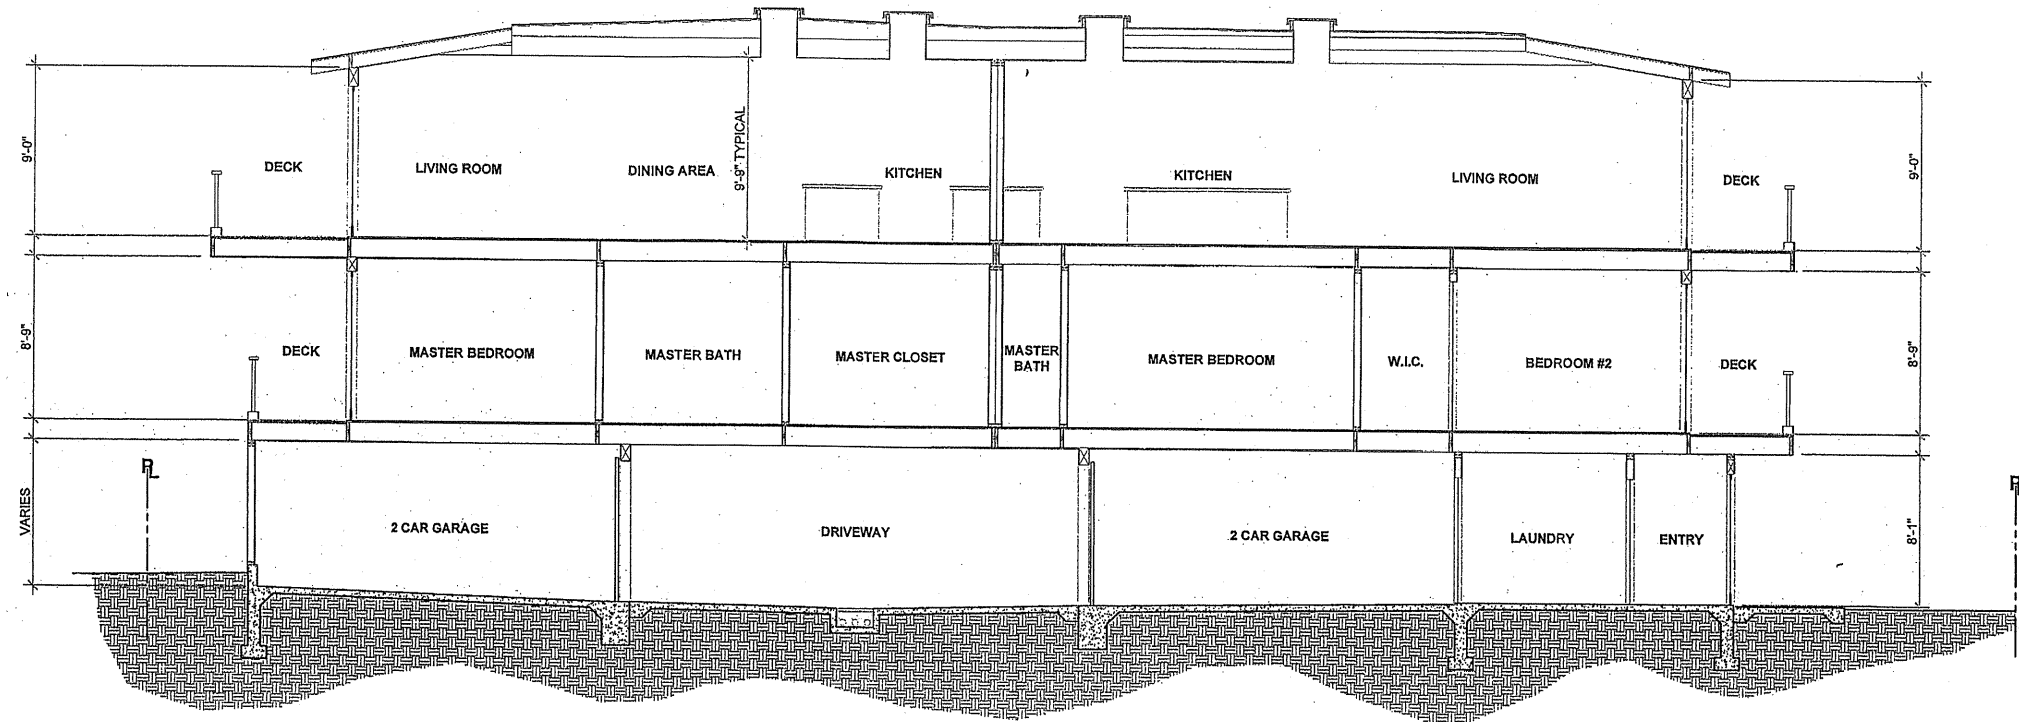 9'-0"
DECK
LIVING ROOM
DINING AREA
9'-9" TYPICAL
KITCHEN
KITCHEN
LIVING ROOM
DECK
9'-0"
8'-9"
DECK
MASTER BEDROOM
MASTER BATH
MASTER CLOSET
MASTER
BATH
MASTER BEDROOM
W.I.C.
BEDROOM #2
DECK
8'-9"
PL
VARIES
2 CAR GARAGE
DRIVEWAY
2 CAR GARAGE
LAUNDRY
ENTRY
8'-1"